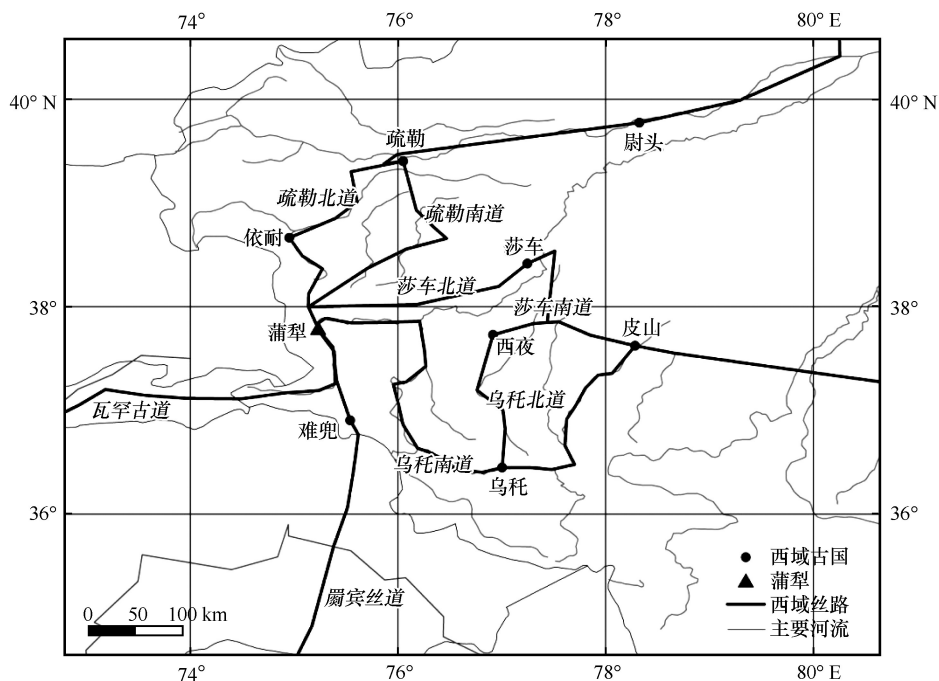 74°
76°
78°
80° E
40° N
40° N
疏勒
尉头
疏勒北道
疏勒南道
依耐
莎车
莎车北道
38°
38°
莎车南道
蒲犁
皮山
西夜
瓦罕古道
乌秅北道
难兜
乌秅南道
乌秅
36°
36°
西域古国
蒲犁
罽宾丝道
西域丝路
0 50 100 km
主要河流
74°
76°
78°
80° E